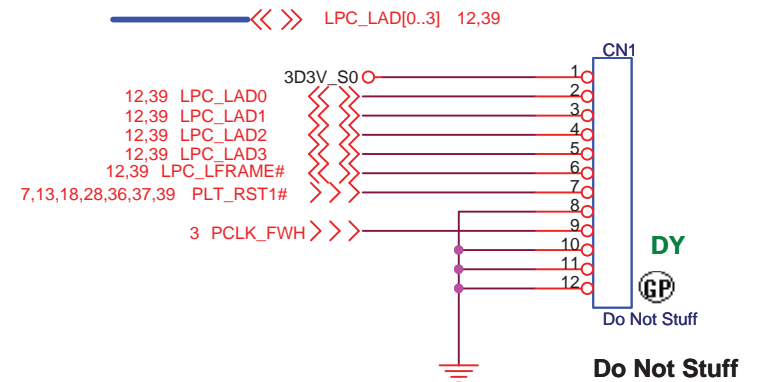 LPC_LAD[0..3] 12,39
CN1
3D3V_S0 1
12,39 LPC_LAD0 2
12,39 LPC_LAD1 3
12,39 LPC_LAD2 4
12,39 LPC_LAD3 5
12,39 LPC_LFRAME# 6
7,13,18,28,36,37,39 PLT_RST1# 7
8
3 PCLK_FWH 9
10
DY
11
12
GP
Do Not Stuff
Do Not Stuff